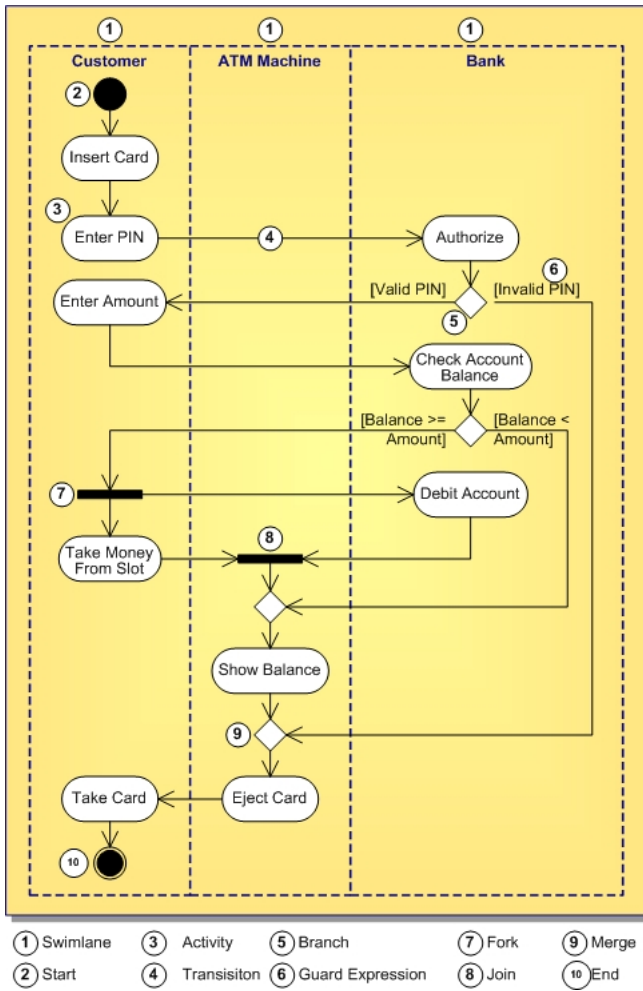 1 1 1
Customer ATM Machine Bank
2
Insert Card
3
Enter PIN 4 Authorize
6
Enter Amount [Valid PIN] [Invalid PIN]
5
Check Account
Balance
[Balance >= [Balance <
Amount] Amount]
7 Debit Account
8
Take Money
From Slot
Show Balance
9
Take Card Eject Card
10
1 Swimlane 3 Activity 5 Branch 7 Fork 9 Merge
2 Start 4 Transisiton 6 Guard Expression 8 Join 10 End